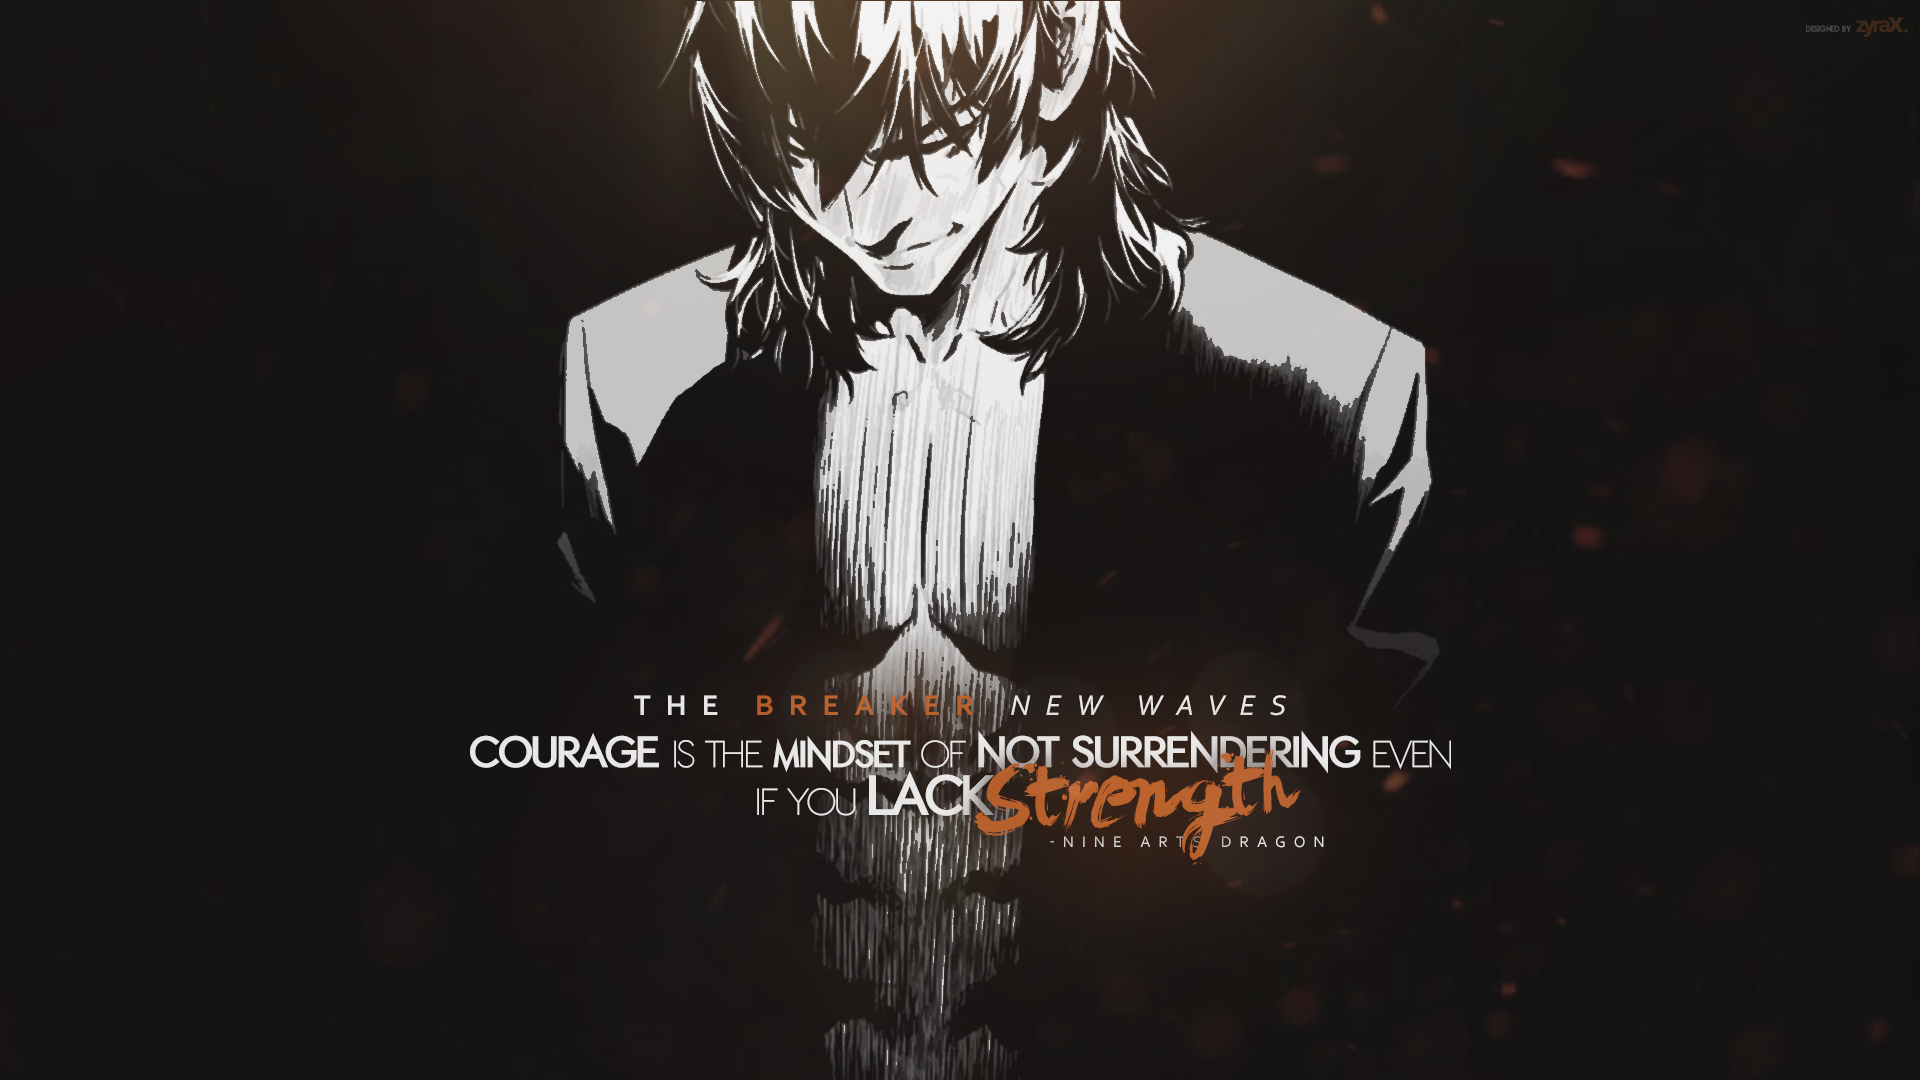 DESIGNED BY zyraX.
THE BREAKER NEW WAVES
COURAGE IS THE MINDSET OF NOT SURRENDERING EVEN
IF YOU LACK Strength
-NINE ARTS DRAGON